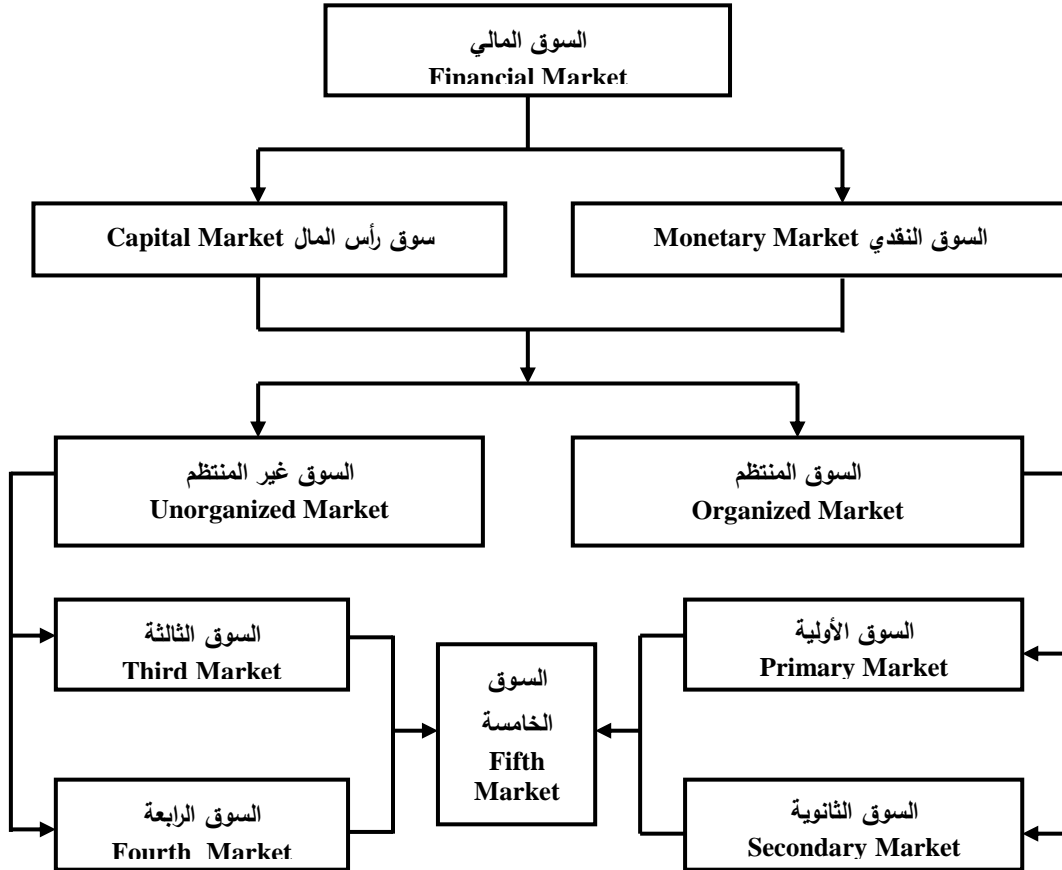 السوق المالي
Financial Market
سوق رأس المال Capital Market
السوق النقدي Monetary Market
السوق غير المنتظم
Unorganized Market
السوق المنتظم
Organized Market
السوق الثالثة
Third Market
السوق الأولية
Primary Market
السوق
الخامسة
Fifth
Market
السوق الرابعة
Fourth Market
السوق الثانوية
Secondary Market